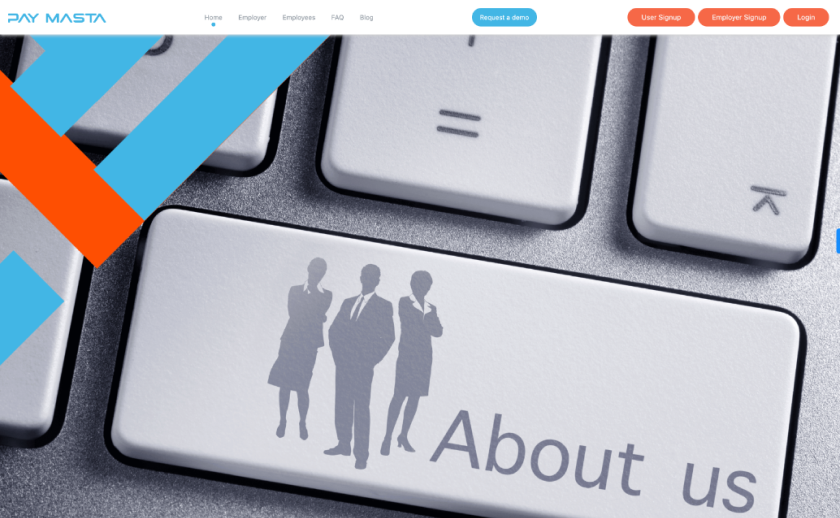 PAY MASTA
Home
Employer
Employees
FAQ
Blog
Request a demo
User Signup
Employer Signup
Login
=
About us